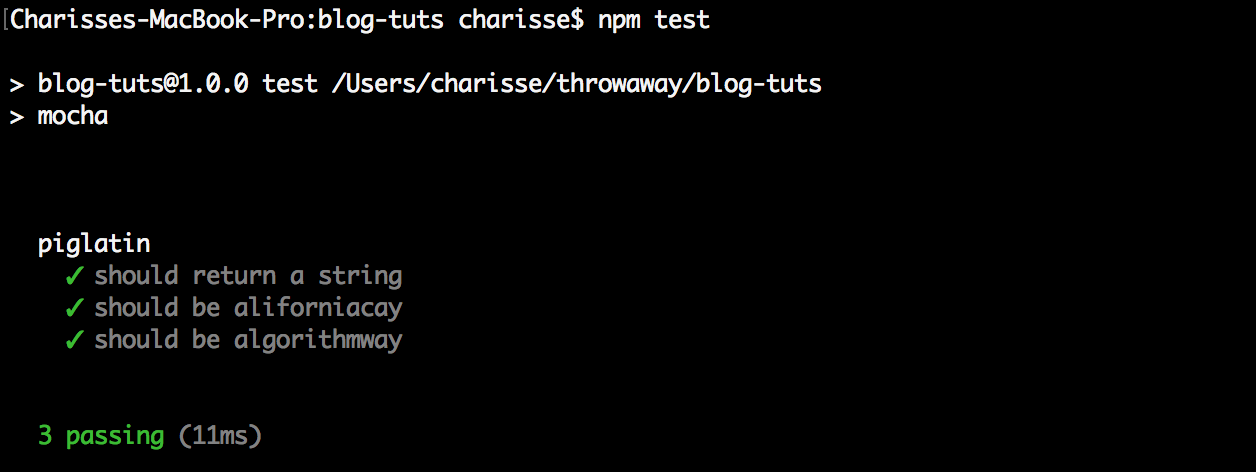 [Charisses-MacBook-Pro:blog-tuts charisse$ npm test
> blog-tuts@1.0.0 test /Users/charisse/throwaway/blog-tuts
> mocha
piglatin
✓ should return a string
✓ should be aliforniacay
✓ should be algorithmway
3 passing (11ms)